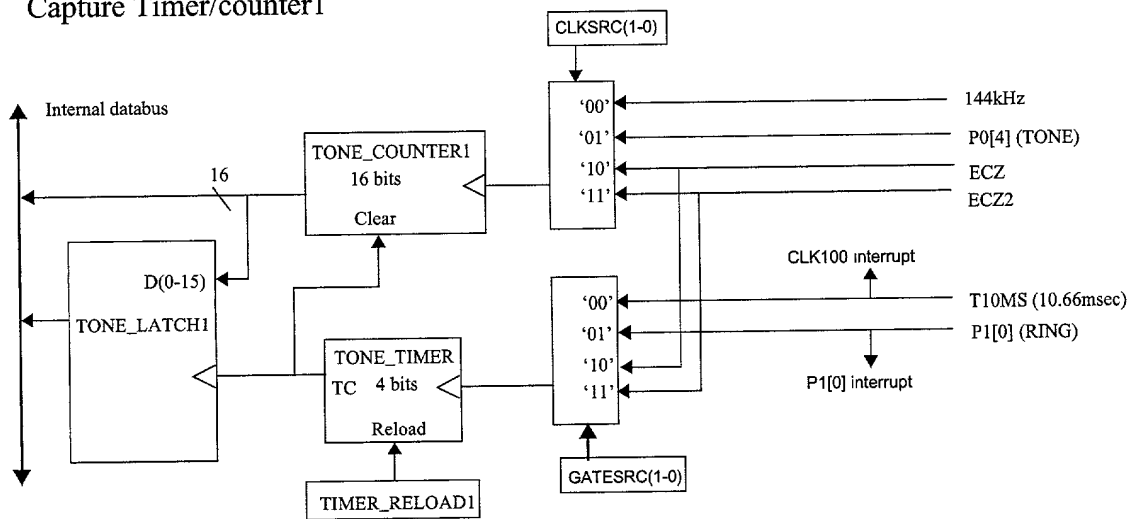 Capture Timer/counter1
CLKSRC(1-0)
Internal databus
'00'
144kHz
TONE_COUNTER1
'01'
P0[4] (TONE)
16
16 bits
'10'
ECZ
'11'
ECZ2
Clear
CLK100 interrupt
D(0-15)
'00'
T10MS (10.66msec)
TONE_LATCH1
'01'
P1[0] (RING)
TONE_TIMER
'10'
TC
4 bits
'11'
P1[0] interrupt
Reload
GATESRC(1-0)
TIMER_RELOAD1